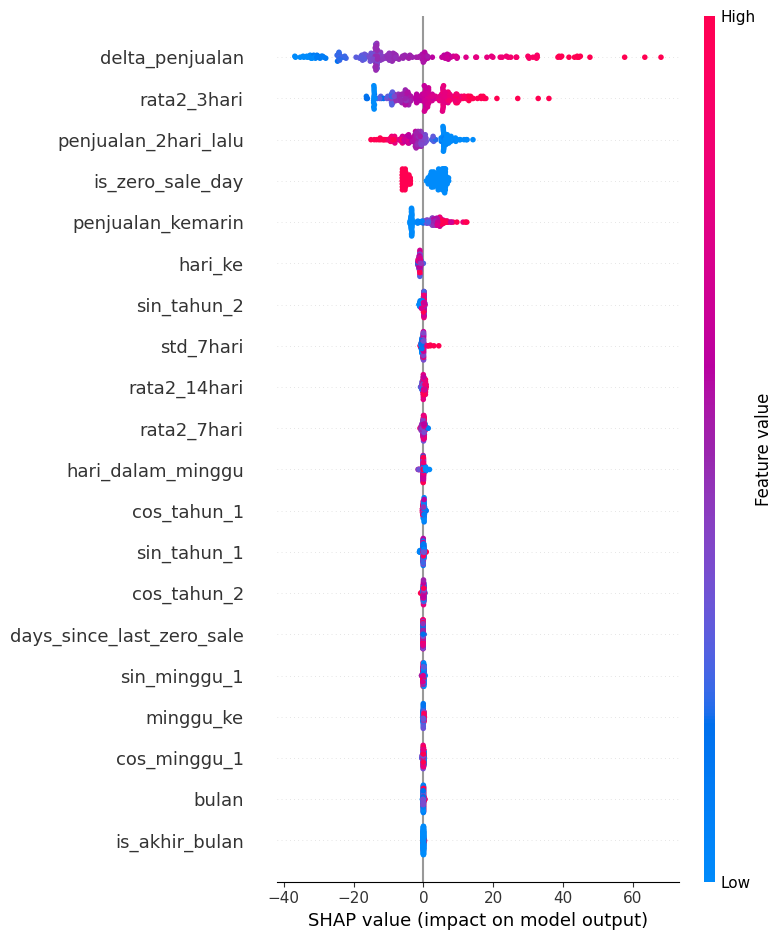 High
delta_penjualan
rata2_3hari
penjualan_2hari_lalu
is_zero_sale_day
penjualan_kemarin
hari_ke
sin_tahun_2
std_7hari
rata2_14hari
rata2_7hari
hari_dalam_minggu
cos_tahun_1
sin_tahun_1
cos_tahun_2
days_since_last_zero_sale
sin_minggu_1
minggu_ke
cos_minggu_1
bulan
is_akhir_bulan
Feature value
Low
−40 −20 0 20 40 60
SHAP value (impact on model output)